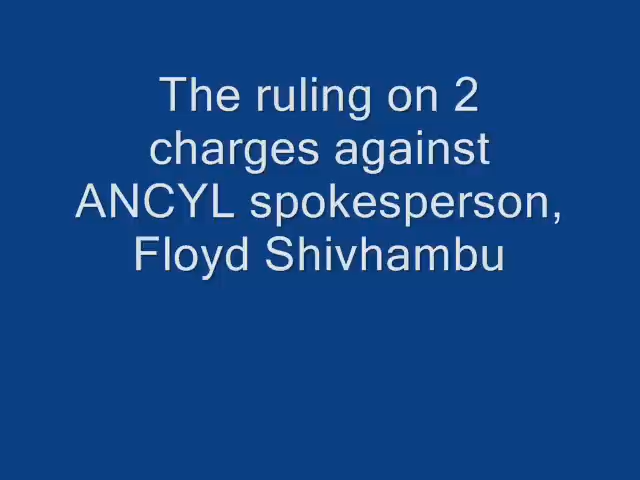 The ruling on 2
charges against
ANCYL spokesperson,
Floyd Shivhambu